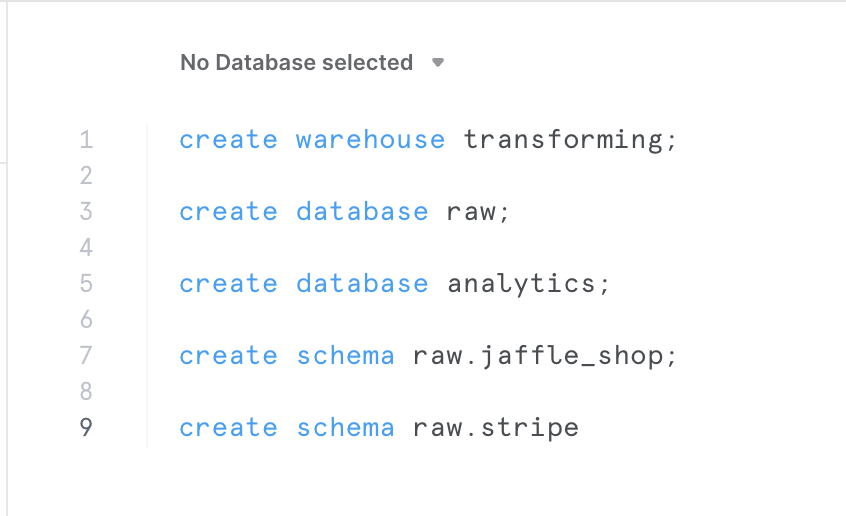 No Database selected
1 create warehouse transforming;
2
3 create database raw;
4
5 create database analytics;
6
7 create schema raw.jaffle_shop;
8
9 create schema raw.stripe